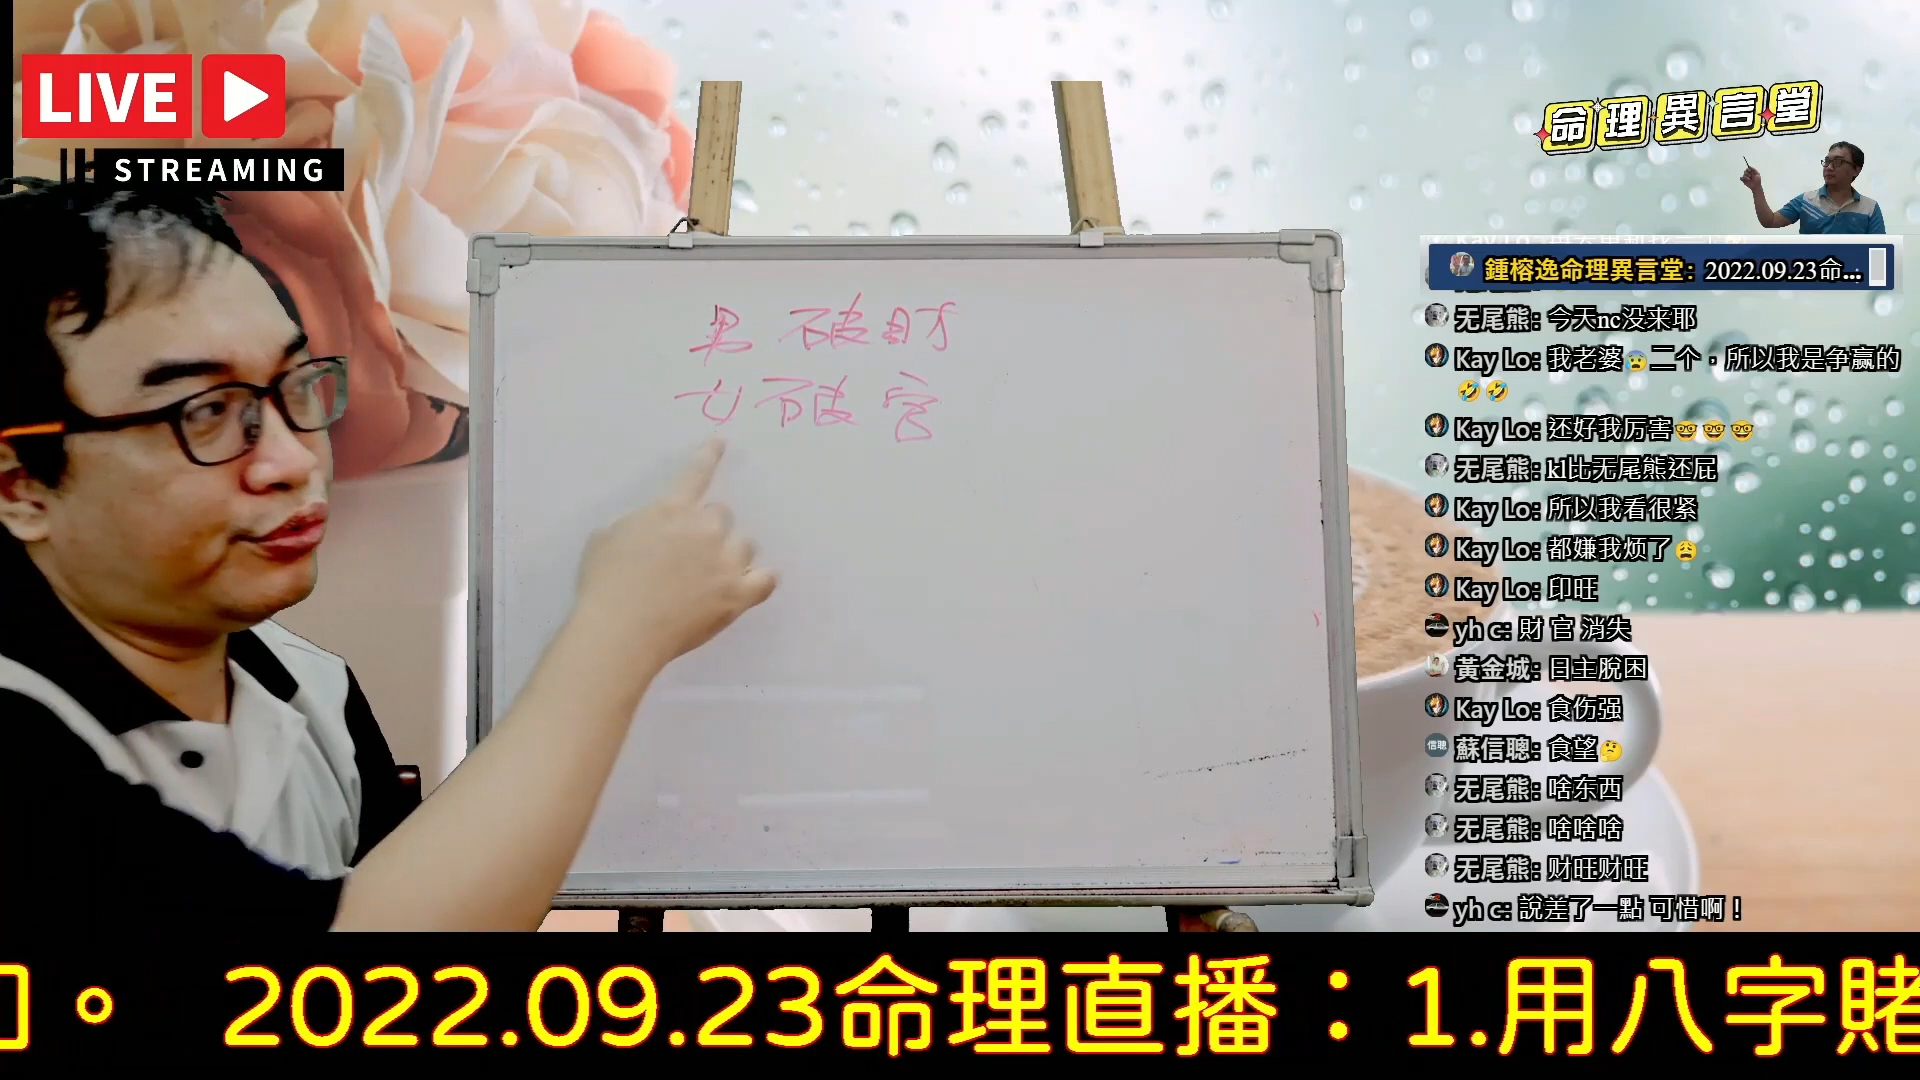 LIVE
STREAMING
命理異言堂
男 破財
女 破官
鍾榕逸命理異言堂: 2022.09.23命...
无尾熊: 今天nc没来耶
Kay Lo: 我老婆😰二个，所以我是争赢的
🤣🤣
Kay Lo: 还好我厉害🤓🤓🤓
无尾熊: kl比无尾熊还屁
Kay Lo: 所以我看很紧
Kay Lo: 都嫌我烦了😩
Kay Lo: 印旺
yh c: 財 官 消失
黃金城: 日主脫困
Kay Lo: 食伤强
信聰
蘇信聰: 食望🤔
无尾熊: 啥东西
无尾熊: 啥啥啥
无尾熊: 财旺财旺
yh c: 說差了一點 可惜啊！
。 2022.09.23命理直播：1.用八字賭